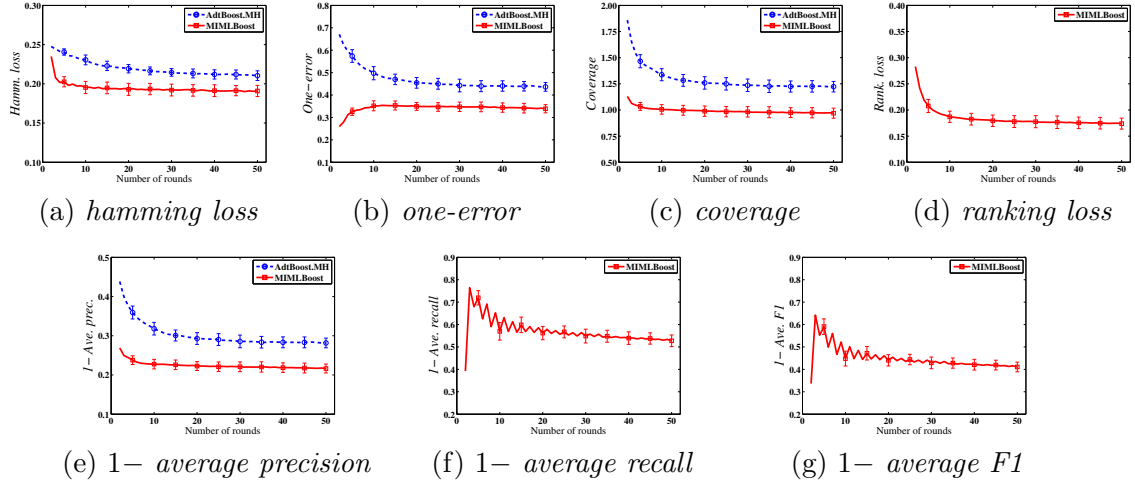 0.30
0.25
0.20
0.15
0.10
Hamm. loss
AdtBoost.MH
MIMLBoost
0 10 20 30 40 50
Number of rounds
(a) hamming loss
0.8
0.7
0.6
0.5
0.4
0.3
0.2
0.1
One−error
AdtBoost.MH
MIMLBoost
0 10 20 30 40 50
Number of rounds
(b) one-error
2.00
1.75
1.50
1.25
1.00
0.75
0.50
Coverage
AdtBoost.MH
MIMLBoost
0 10 20 30 40 50
Number of rounds
(c) coverage
0.40
0.35
0.30
0.25
0.20
0.15
0.10
Rank. loss
MIMLBoost
0 10 20 30 40 50
Number of rounds
(d) ranking loss
0.5
0.4
0.3
0.2
0.1
1− Ave. prec.
AdtBoost.MH
MIMLBoost
0 10 20 30 40 50
Number of rounds
(e) 1− average precision
0.9
0.8
0.7
0.6
0.5
0.4
0.3
0.2
1− Ave. recall
MIMLBoost
0 10 20 30 40 50
Number of rounds
(f) 1− average recall
0.9
0.8
0.7
0.6
0.5
0.4
0.3
0.2
0.1
1− Ave. F1
MIMLBoost
0 10 20 30 40 50
Number of rounds
(g) 1− average F1